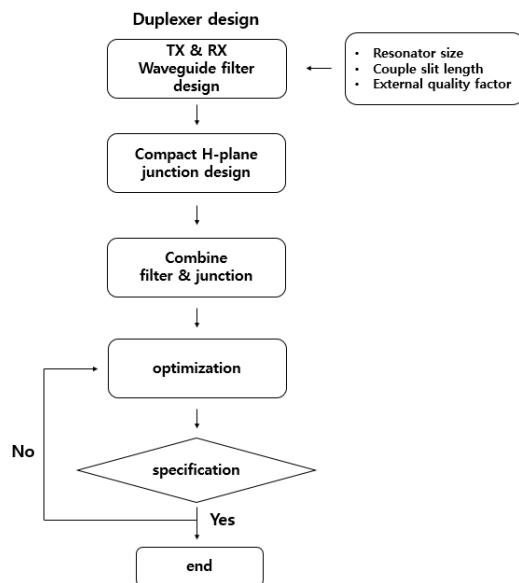 Duplexer design
TX & RX
Waveguide filter
design
• Resonator size
• Couple slit length
• External quality factor
Compact H-plane
junction design
Combine
filter & junction
optimization
No
specification
Yes
end